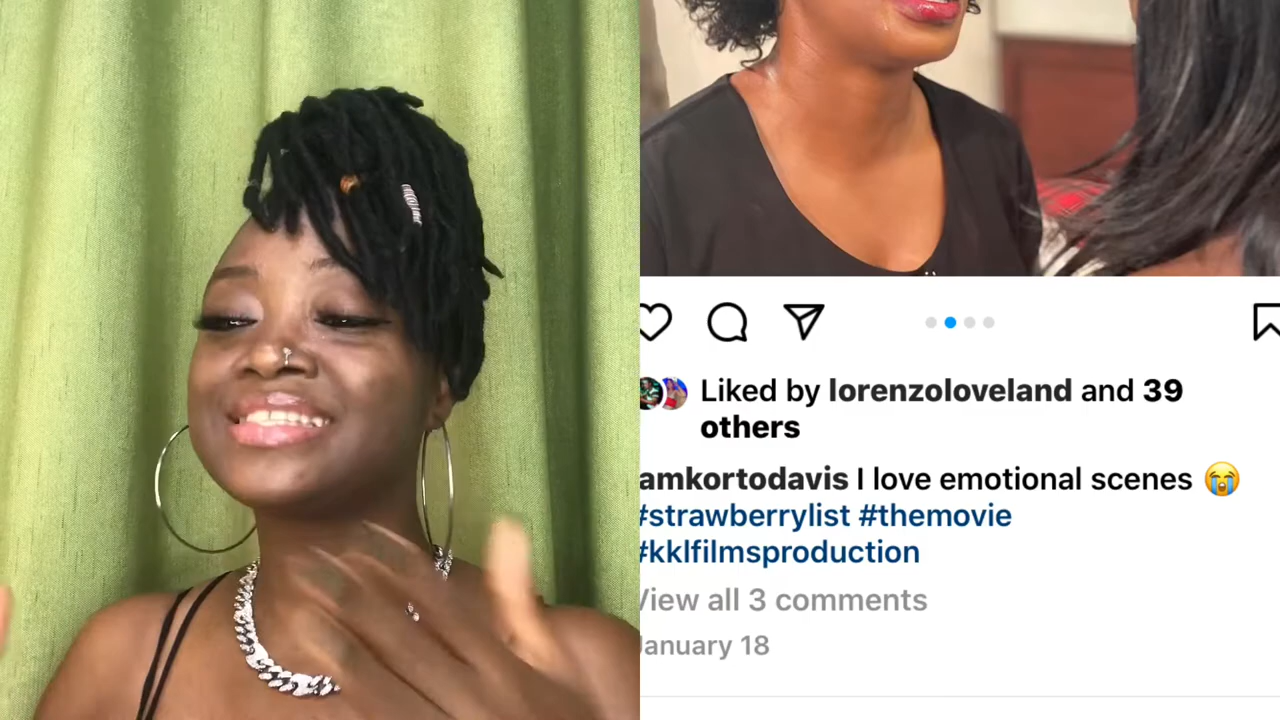 Liked by lorenzoloveland and 39
others
amkortodavis I love emotional scenes 😭
#strawberrylist #themovie
#kklfilmsproduction
View all 3 comments
January 18